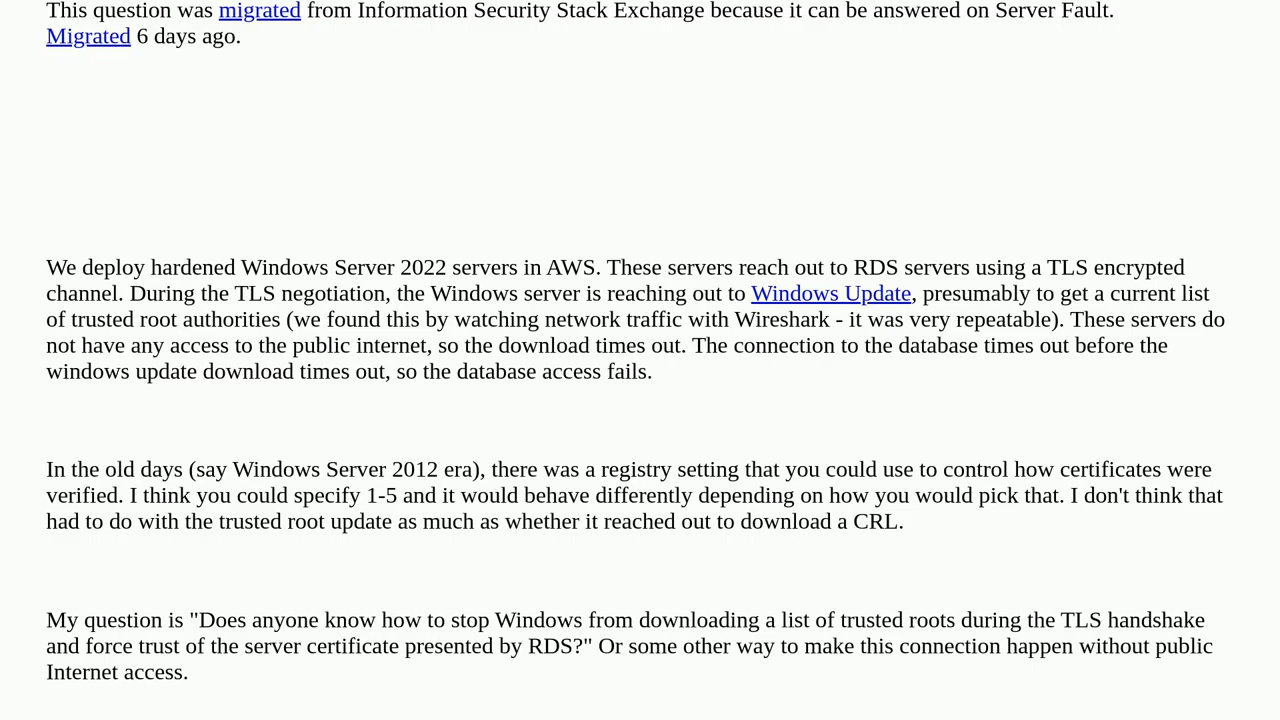 This question was migrated from Information Security Stack Exchange because it can be answered on Server Fault.
Migrated 6 days ago.
We deploy hardened Windows Server 2022 servers in AWS. These servers reach out to RDS servers using a TLS encrypted
channel. During the TLS negotiation, the Windows server is reaching out to Windows Update, presumably to get a current list
of trusted root authorities (we found this by watching network traffic with Wireshark - it was very repeatable). These servers do
not have any access to the public internet, so the download times out. The connection to the database times out before the
windows update download times out, so the database access fails.
In the old days (say Windows Server 2012 era), there was a registry setting that you could use to control how certificates were
verified. I think you could specify 1-5 and it would behave differently depending on how you would pick that. I don't think that
had to do with the trusted root update as much as whether it reached out to download a CRL.
My question is "Does anyone know how to stop Windows from downloading a list of trusted roots during the TLS handshake
and force trust of the server certificate presented by RDS?" Or some other way to make this connection happen without public
Internet access.